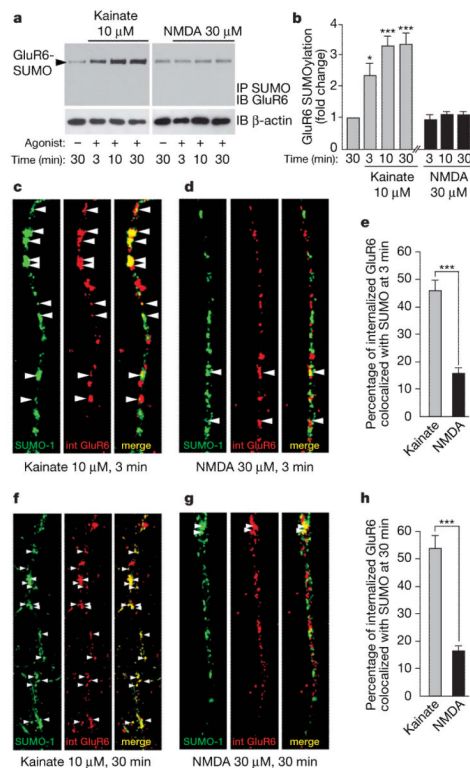 a
Kainate
10 µM
NMDA 30 µM
GluR6-
SUMO
IP SUMO
IB GluR6
IB β-actin
Agonist: – + + + – + + +
Time (min): 30 3 10 30 30 3 10 30
b
GluR6 SUMOylation
(fold change)
4
3
2
1
0
*
***
***
Time (min): 30 3 10 30 3 10 30
Kainate
10 µM
NMDA
30 µM
c
SUMO-1
int GluR6
merge
Kainate 10 µM, 3 min
d
SUMO-1
int GluR6
merge
NMDA 30 µM, 3 min
e
Percentage of internalized GluR6
colocalized with SUMO at 3 min
60
50
40
30
20
10
0
***
Kainate
NMDA
f
SUMO-1
int GluR6
merge
Kainate 10 µM, 30 min
g
SUMO-1
int GluR6
merge
NMDA 30 µM, 30 min
h
Percentage of internalized GluR6
colocalized with SUMO at 30 min
60
50
40
30
20
10
0
***
Kainate
NMDA